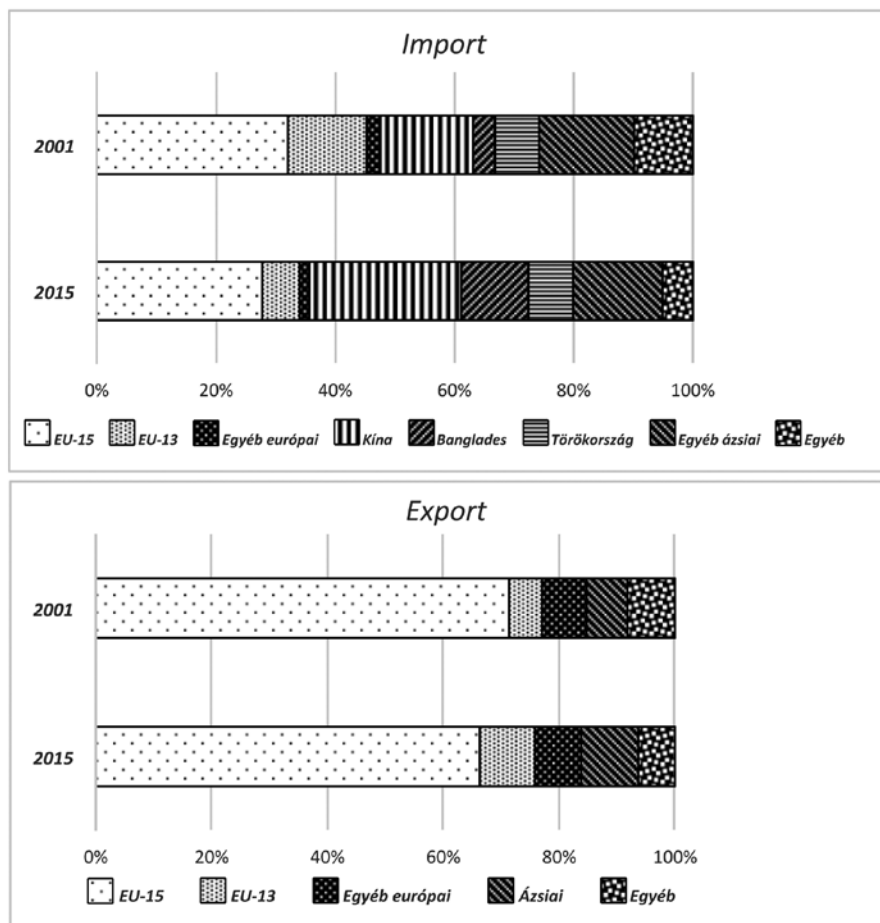 Import
2001
2015
0% 20% 40% 60% 80% 100%
EU-15 EU-13 Egyéb európai Kína Banglades Törökország Egyéb ázsiai Egyéb
Export
2001
2015
0% 20% 40% 60% 80% 100%
EU-15 EU-13 Egyéb európai Ázsiai Egyéb